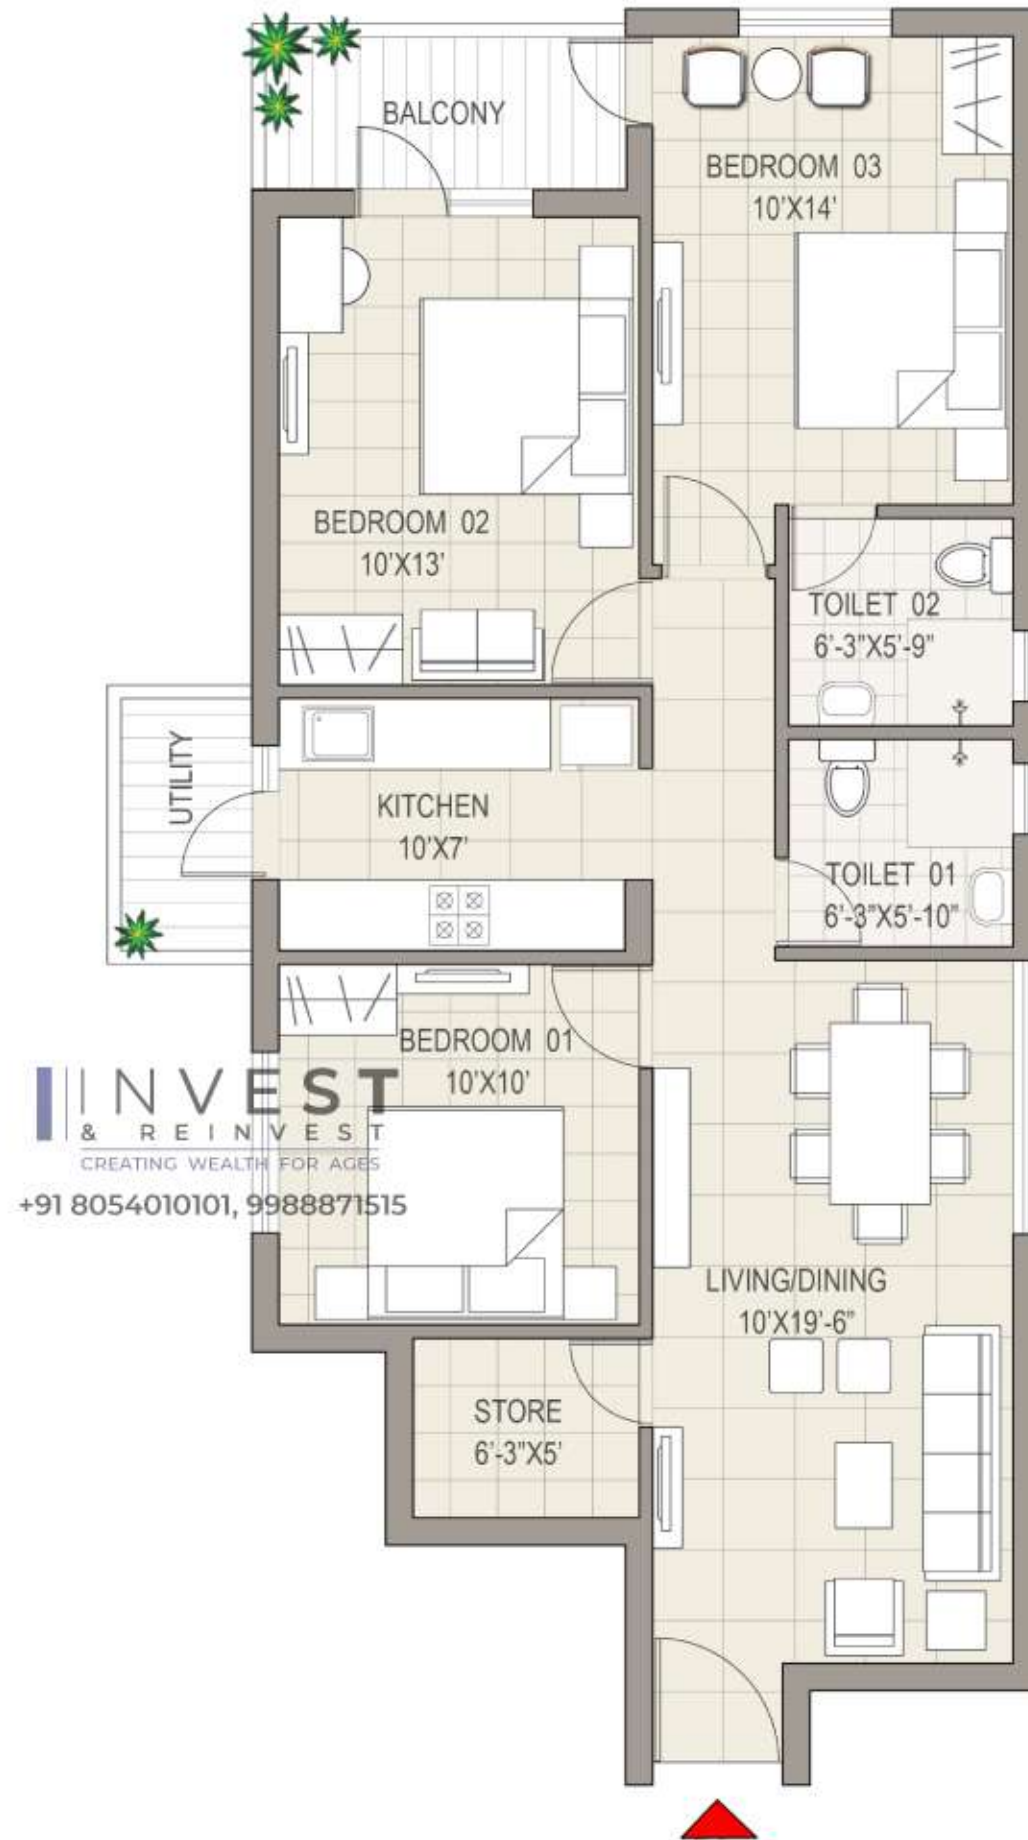 BALCONY
BEDROOM 03
10'X14'
BEDROOM 02
10'X13'
TOILET 02
6'-3"X5'-9"
UTILITY
KITCHEN
10'X7'
TOILET 01
6'-3"X5'-10"
BEDROOM 01
10'X10'
INVEST
& REINVEST
CREATING WEALTH FOR AGES
+91 8054010101, 9988871515
LIVING/DINING
10'X19'-6"
STORE
6'-3"X5'